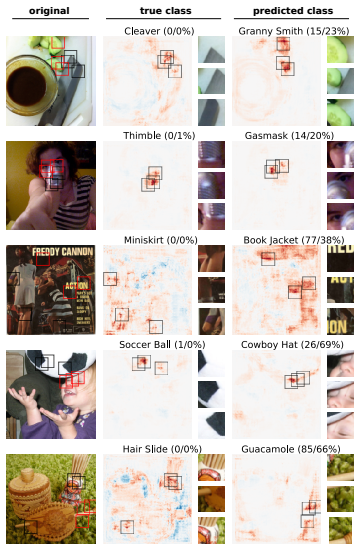 original true class predicted class
Cleaver (0/0%) Granny Smith (15/23%)
Thimble (0/1%) Gasmask (14/20%)
Miniskirt (0/0%) Book Jacket (77/38%)
FREDDY CANNON
ACTION
Soccer Ball (1/0%) Cowboy Hat (26/69%)
Hair Slide (0/0%) Guacamole (85/66%)